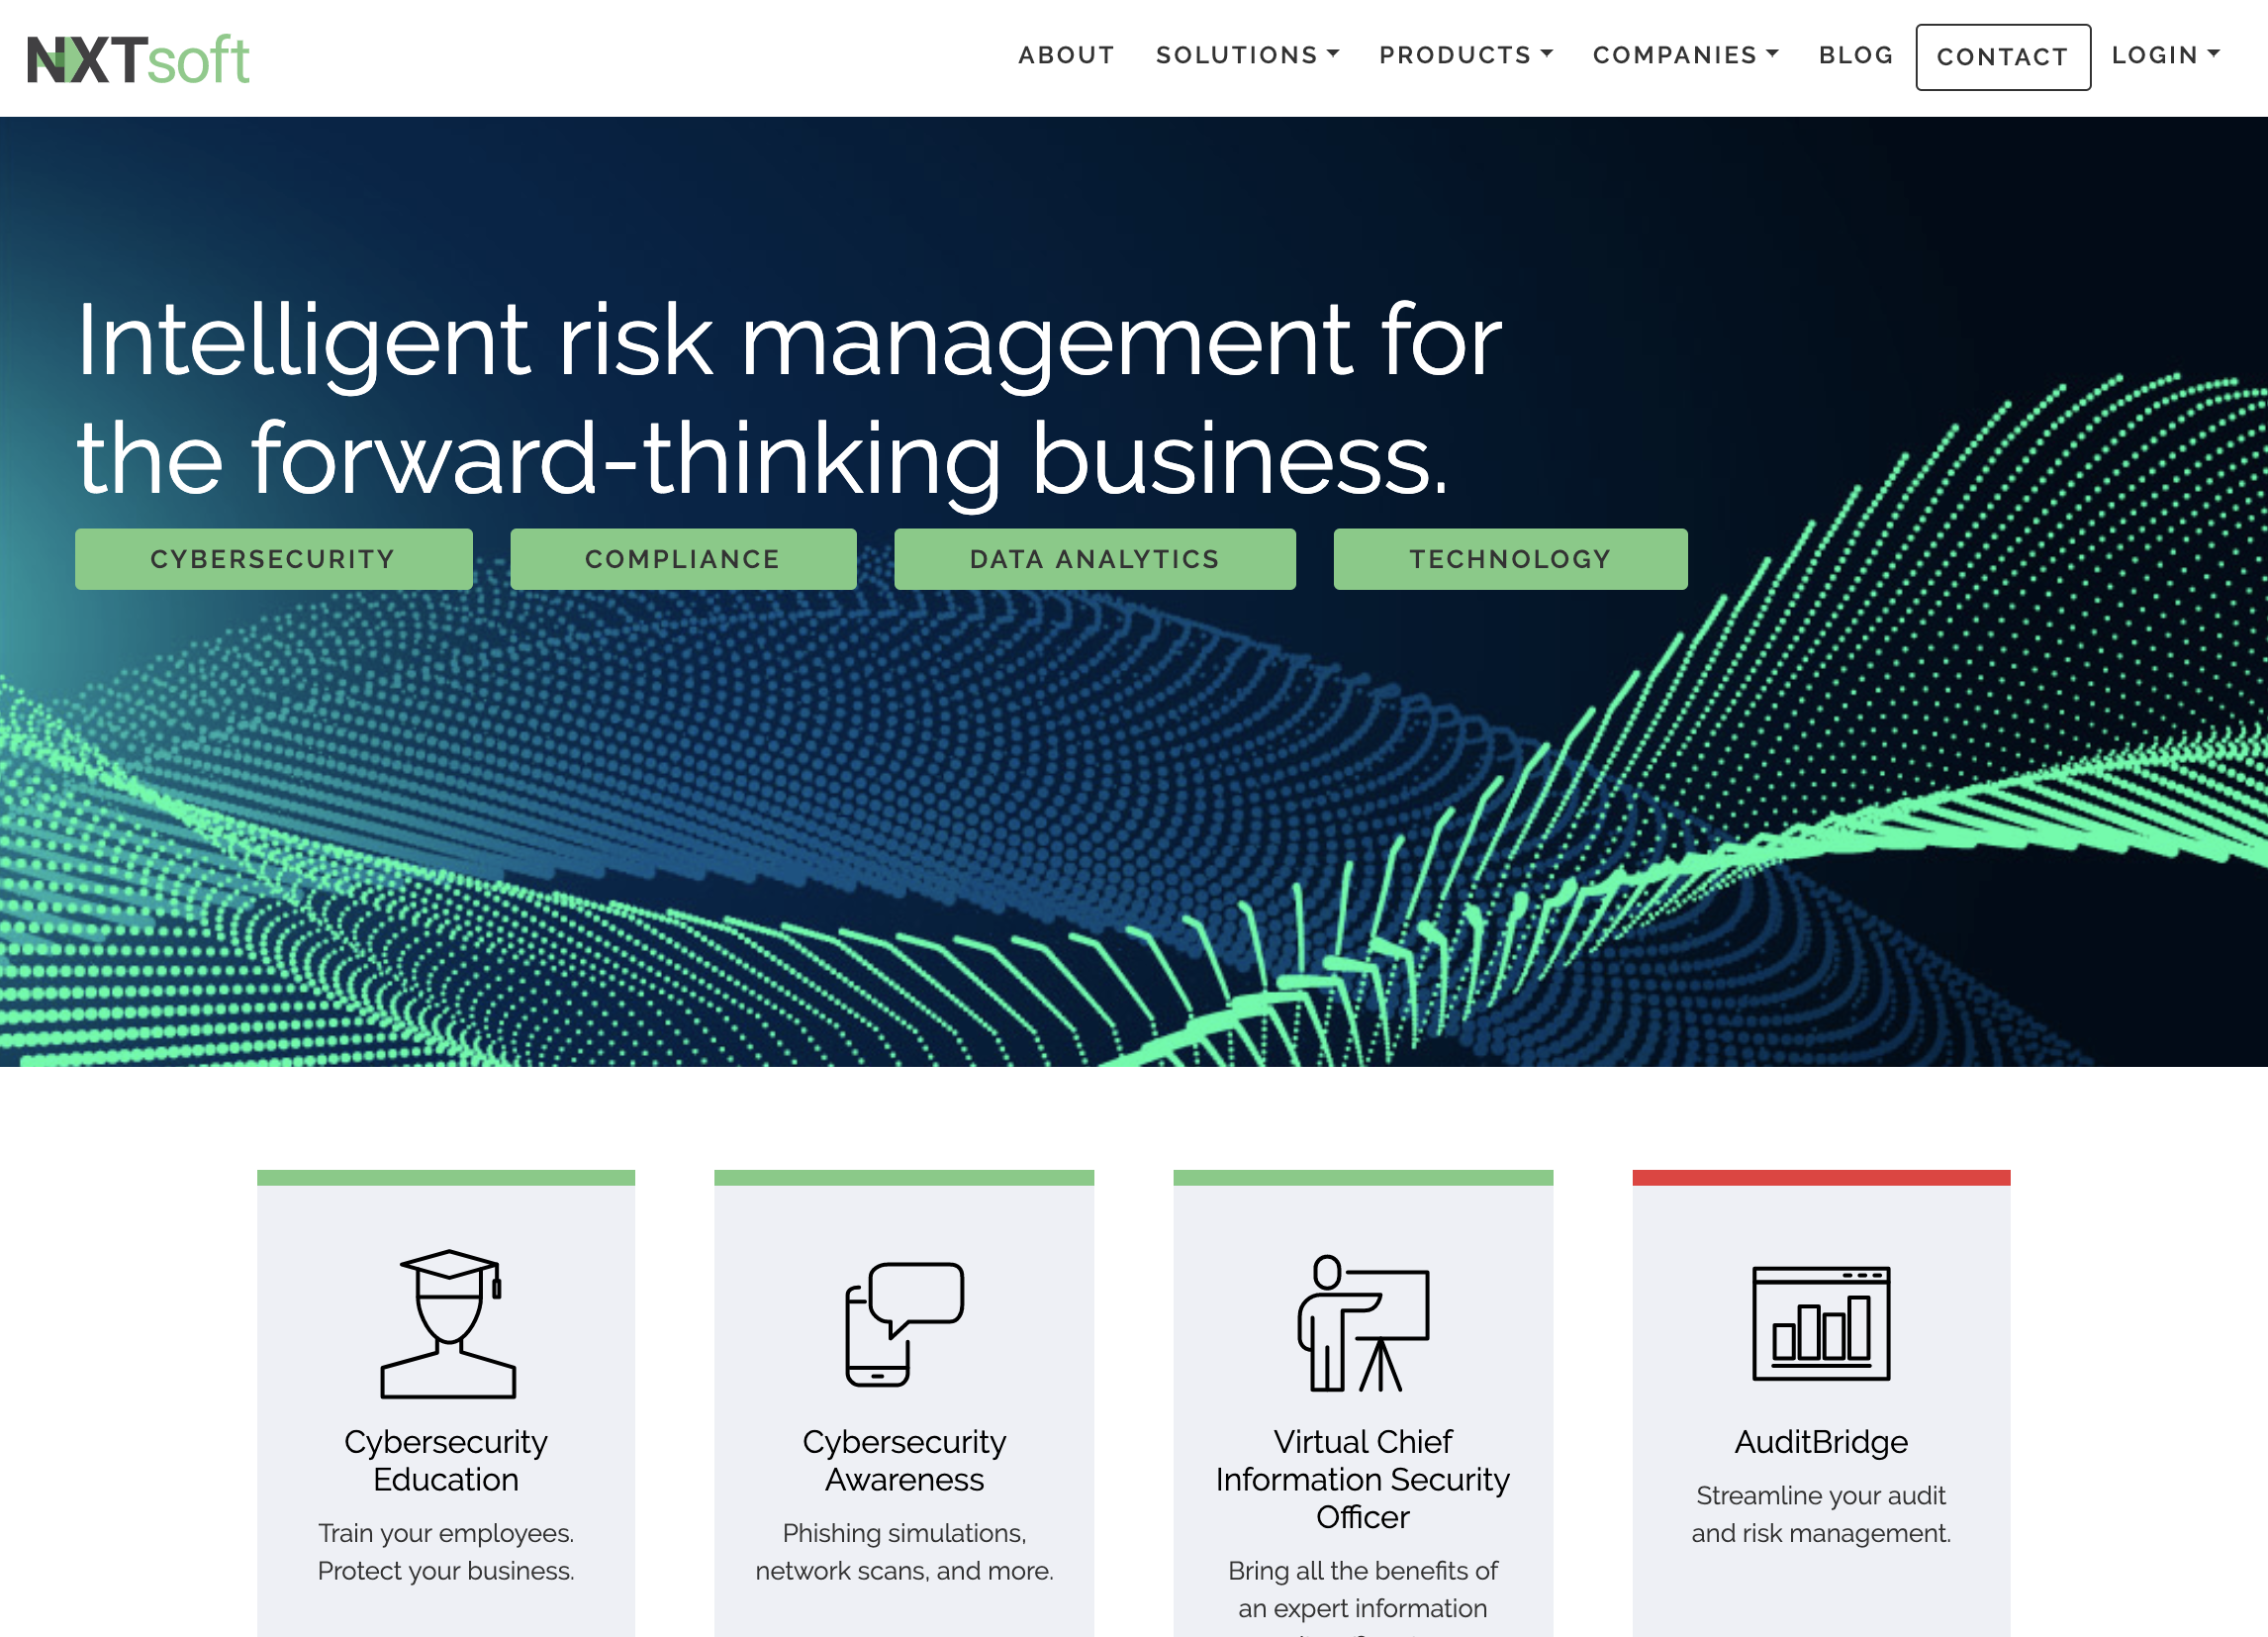 NXTsoft
ABOUT SOLUTIONS PRODUCTS COMPANIES BLOG CONTACT LOGIN
Intelligent risk management for
the forward-thinking business.
CYBERSECURITY COMPLIANCE DATA ANALYTICS TECHNOLOGY
Cybersecurity
Education
Train your employees.
Protect your business.
Cybersecurity
Awareness
Phishing simulations,
network scans, and more.
Virtual Chief
Information Security
Officer
Bring all the benefits of
an expert information
AuditBridge
Streamline your audit
and risk management.